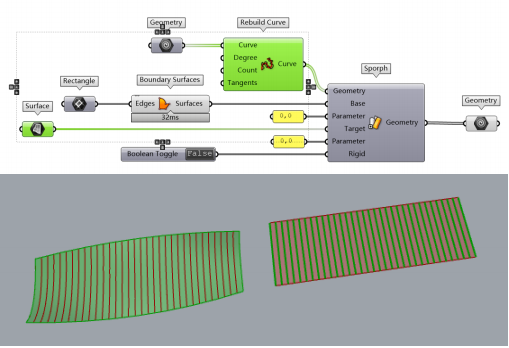 Geometry
Rebuild Curve
Curve
Degree
Count
Tangents
Curve
Sporph
Rectangle
Boundary Surfaces
Edges
Surfaces
32ms
Surface
Geometry
Base
Parameter
Target
Parameter
Rigid
Geometry
Geometry
0,0
0,0
Boolean Toggle
False